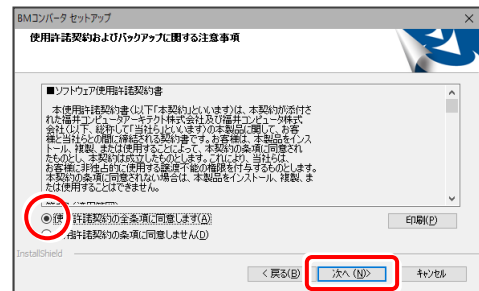 BMコンバータ セットアップ
使用許諾契約およびバックアップに関する注意事項
■ソフトウェア使用許諾契約書
本使用許諾契約書(以下「本契約」といいます)は、本契約が添付さ
れた福井コンピュータアーキテクト株式会社及び福井コンピュータ株式
会社(以下、総称して「当社ら」といいます)の本製品に関して、お客
様と当社らとの間に締結される契約書です。お客様は、本製品をインス
トール、複製、または使用することによって、本契約の条項に同意され
たものとし、本契約は成立したものとします。これにより、当社らは、
お客様に非独占的に使用する譲渡不能の権限を付与するものとします。
本契約の条項に同意されない場合は、本製品をインストール、複製、ま
たは使用することはできません。
使用許諾契約の全条項に同意します(A)
許諾契約の条項に同意しません(D)
印刷(P)
InstallShield
< 戻る(B)
次へ (N)>
キャンセル